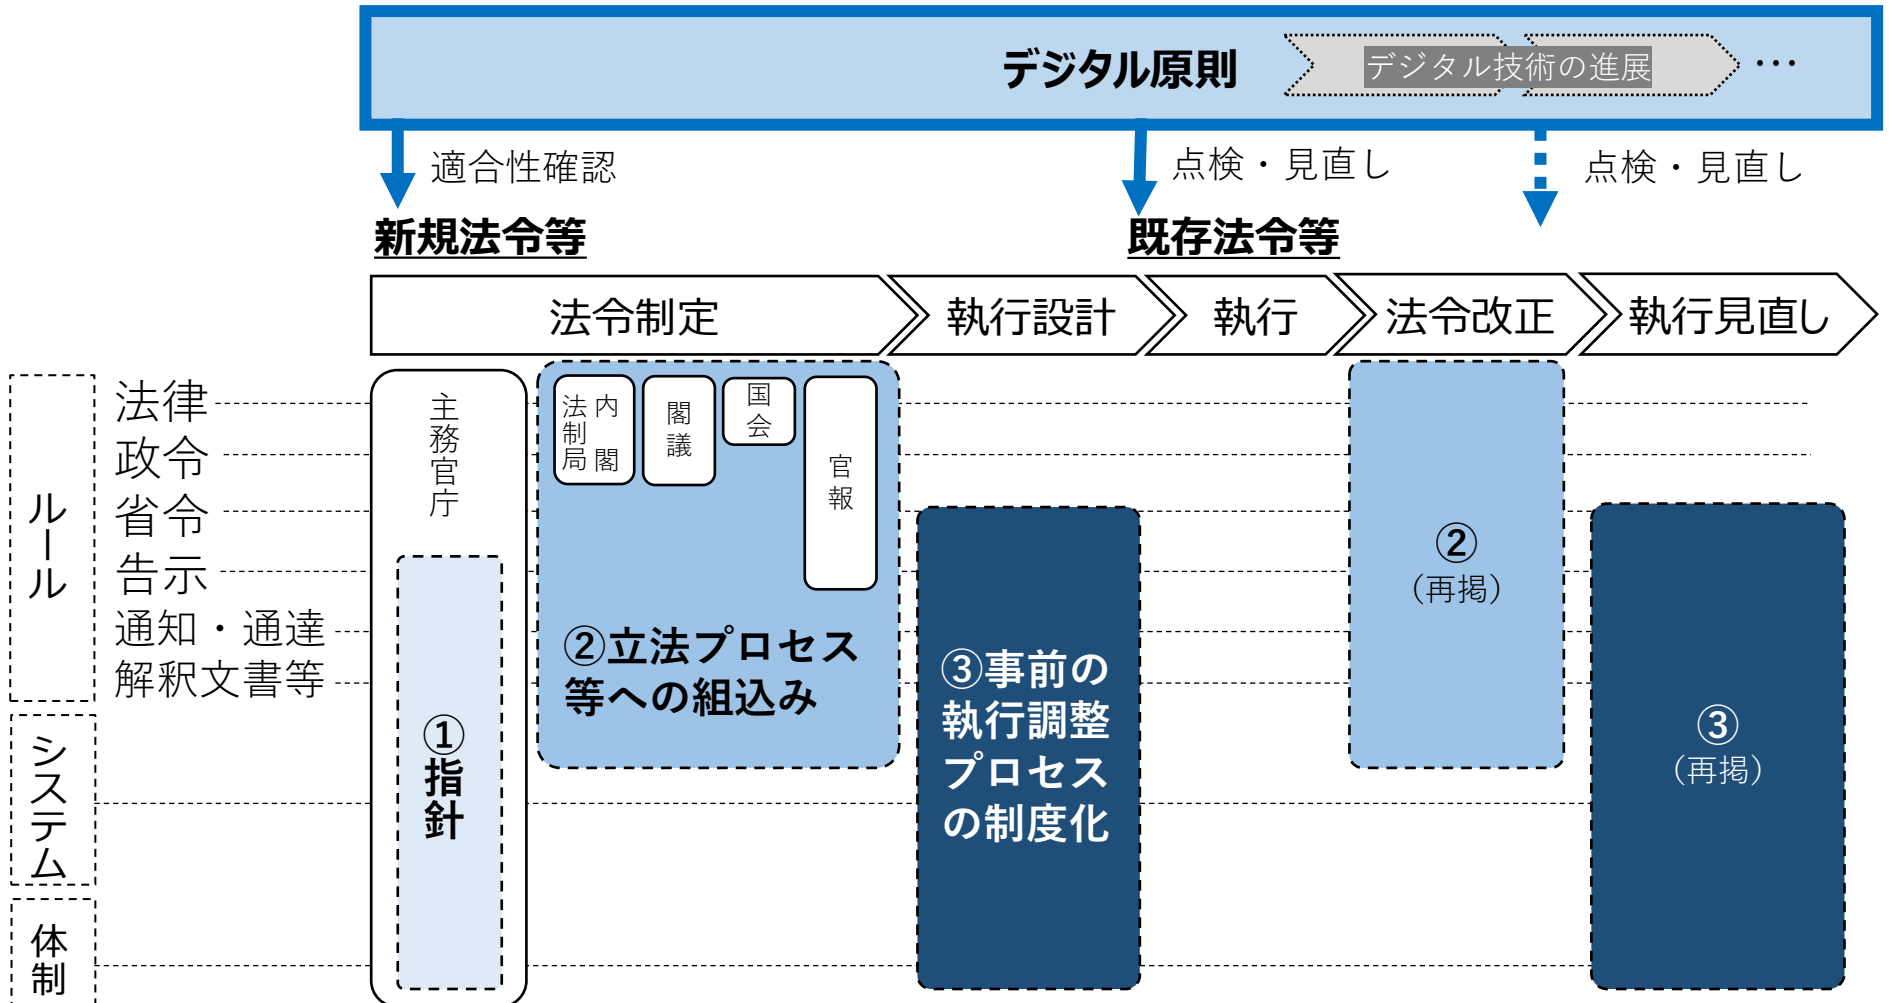 デジタル原則
デジタル技術の進展
…
適合性確認
点検・見直し
点検・見直し
新規法令等
既存法令等
法令制定
執行設計
執行
法令改正
執行見直し
ルール
法律
政令
省令
告示
通知・通達
解釈文書等
システム
体制
主務官庁
①
指針
内閣
法制局
閣議
国会
官報
②立法プロセス
等への組込み
③事前の
執行調整
プロセス
の制度化
②
（再掲）
③
（再掲）